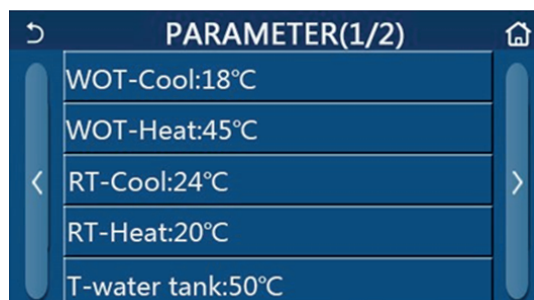 PARAMETER(1/2)
WOT-Cool:18℃
WOT-Heat:45℃
RT-Cool:24℃
RT-Heat:20℃
T-water tank:50℃